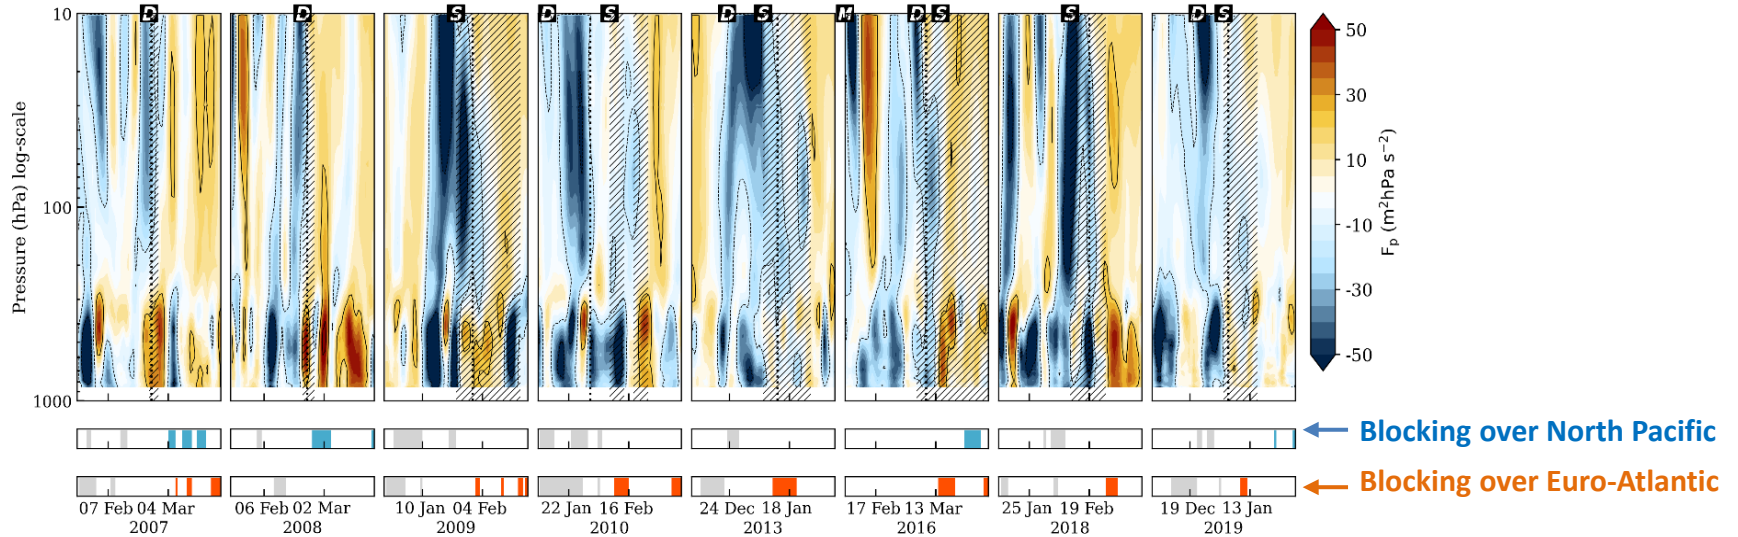 D D S D S D S M D S S D S
10
100
1000
Pressure (hPa) log-scale
50
30
10
-10
-30
-50
Fp (m²hPa s⁻²)
Blocking over North Pacific
Blocking over Euro-Atlantic
07 Feb 04 Mar 06 Feb 02 Mar 10 Jan 04 Feb 22 Jan 16 Feb 24 Dec 18 Jan 17 Feb 13 Mar 25 Jan 19 Feb 19 Dec 13 Jan
2007 2008 2009 2010 2013 2016 2018 2019